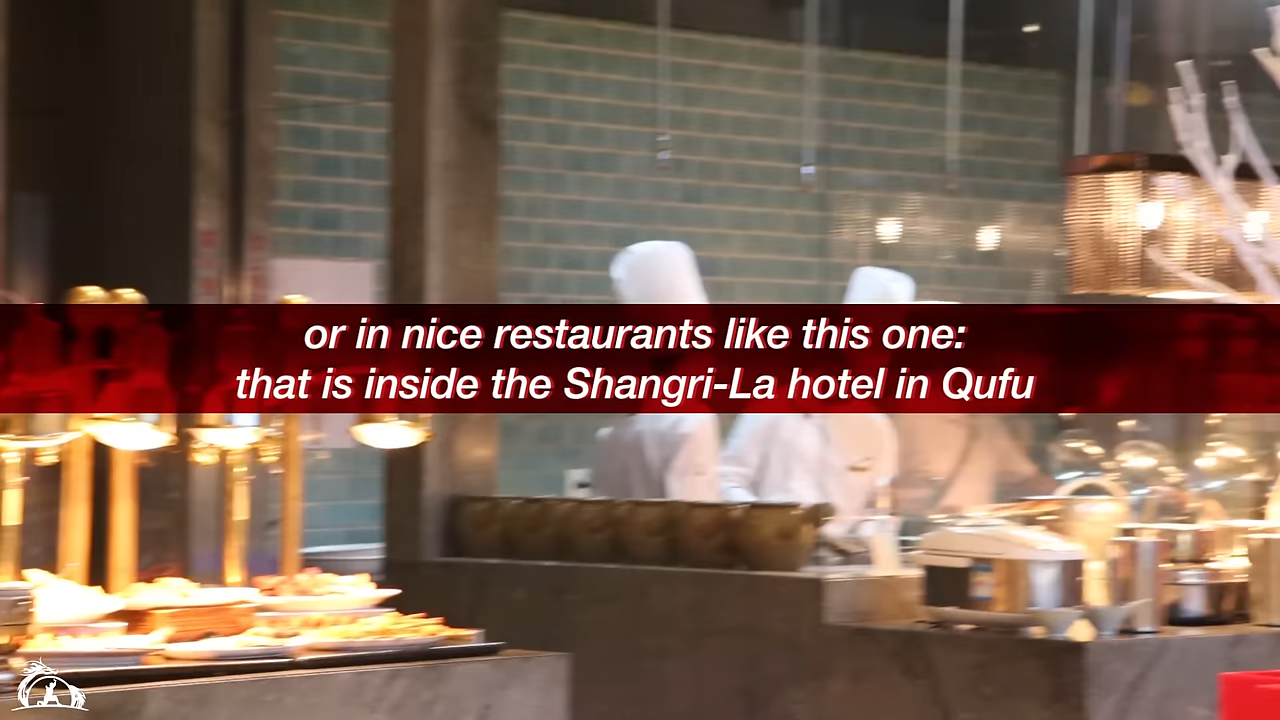 or in nice restaurants like this one:
that is inside the Shangri-La hotel in Qufu